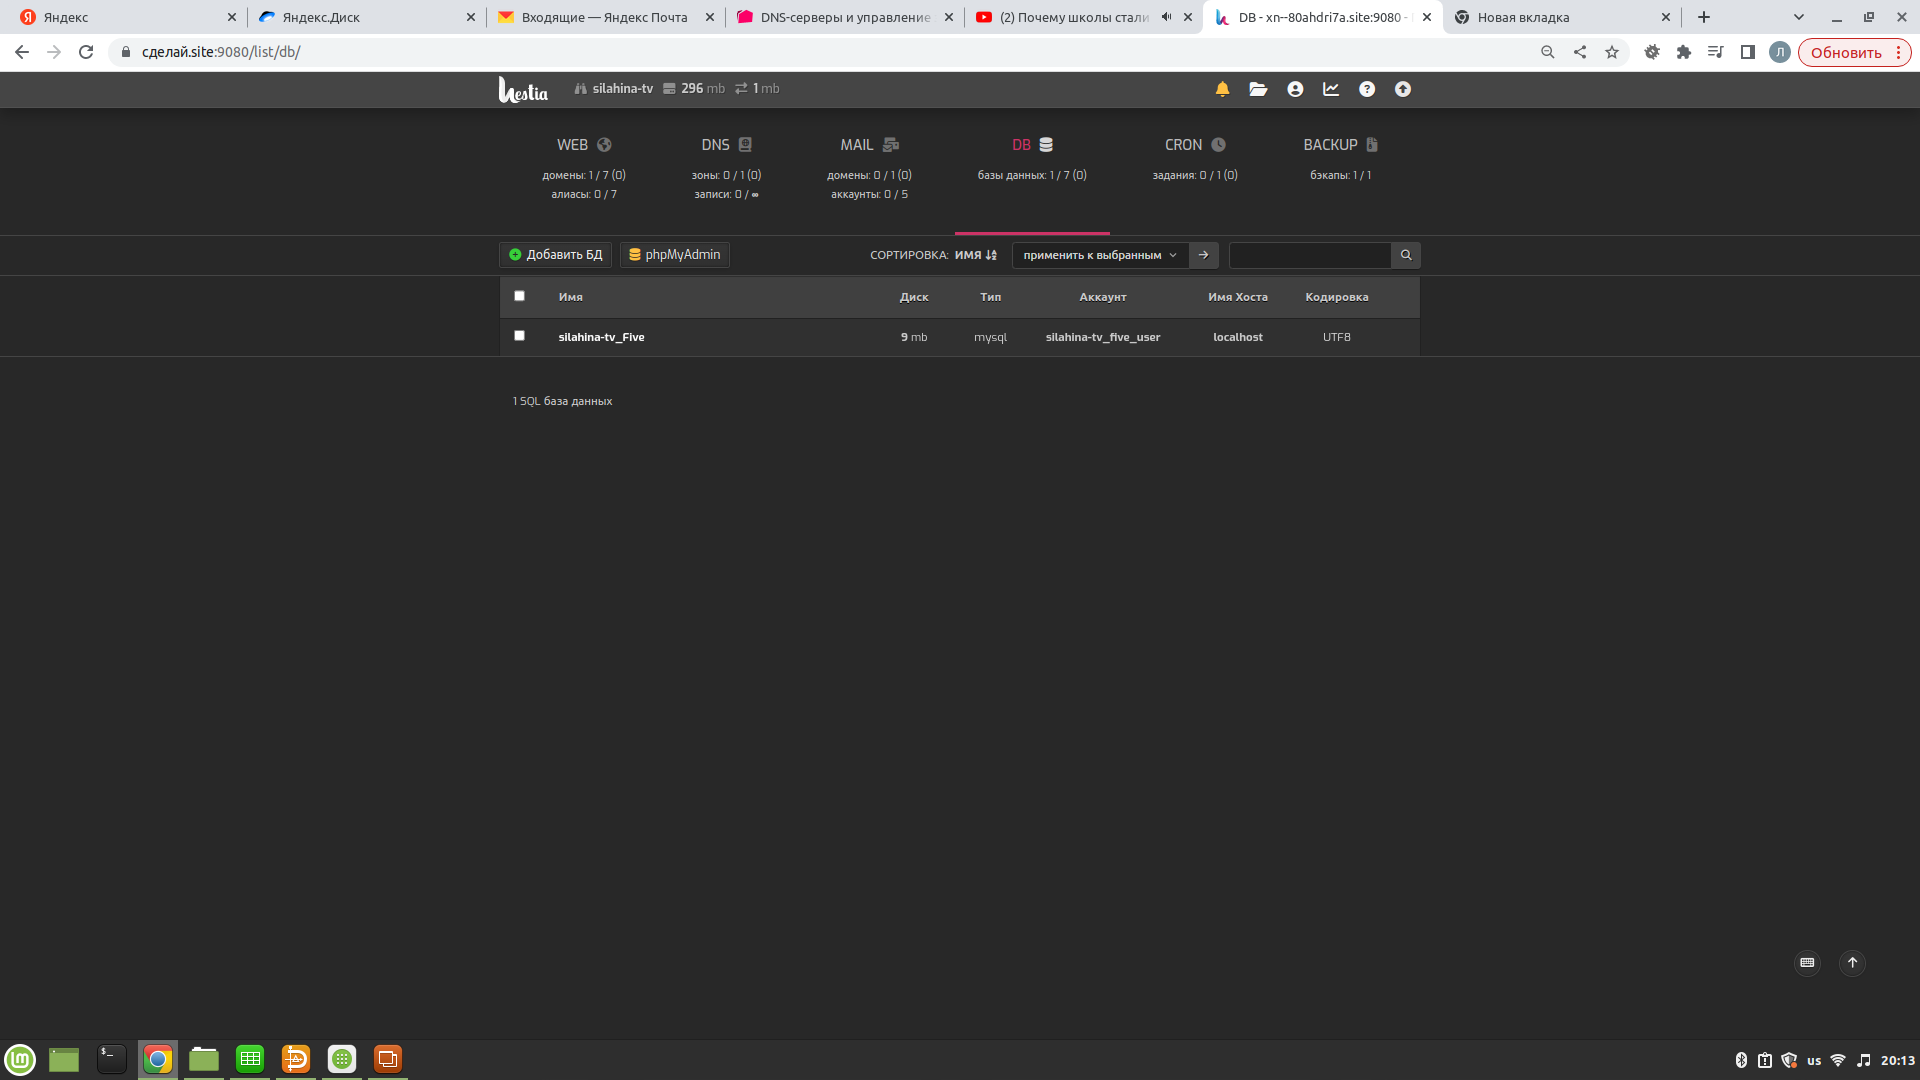 Яндекс
Яндекс.Диск
Входящие — Яндекс Почта
DNS-серверы и управление
(2) Почему школы стали
DB - xn--80ahdri7a.site:9080 -
Новая вкладка
сделай.site:9080/list/db/
Л
Обновить
hestia
silahina-tv 296 mb 1 mb
WEB
DNS
MAIL
DB
CRON
BACKUP
домены: 1 / 7 (0)
зоны: 0 / 1 (0)
домены: 0 / 1 (0)
базы данных: 1 / 7 (0)
задания: 0 / 1 (0)
бэкапы: 1 / 1
алиасы: 0 / 7
записи: 0 / ∞
аккаунты: 0 / 5
Добавить БД
phpMyAdmin
СОРТИРОВКА: ИМЯ
применить к выбранным
Имя Диск Тип Аккаунт Имя Хоста Кодировка
silahina-tv_Five 9 mb mysql silahina-tv_five_user localhost UTF8
1 SQL база данных
us
20:13